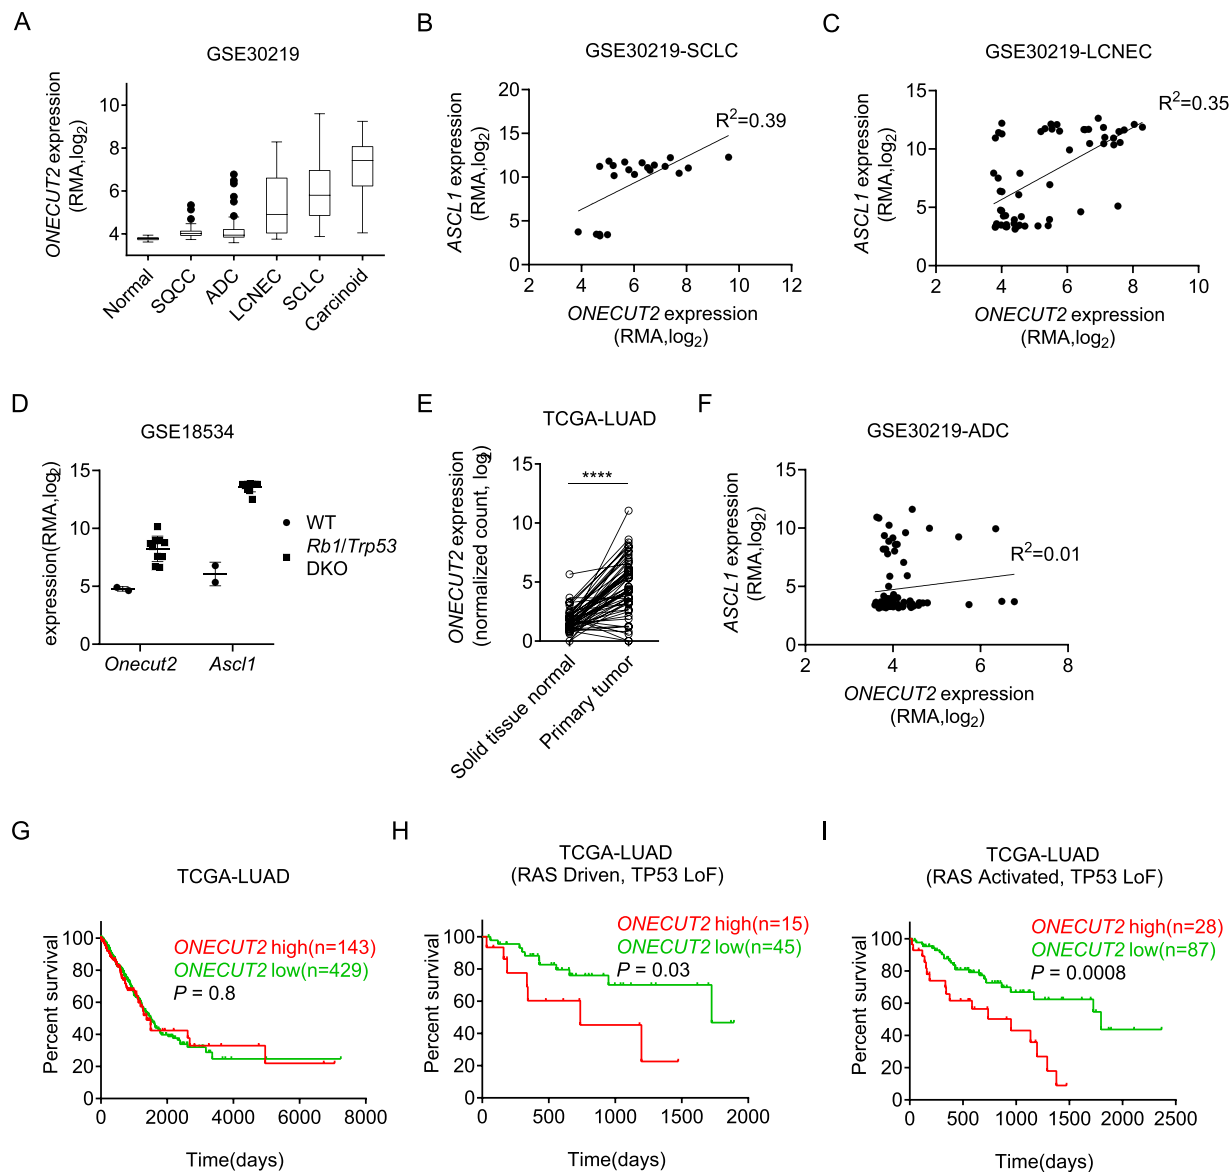 A
GSE30219
ONECUT2 expression
(RMA,log2)
10
8
6
4
Normal
SQCC
ADC
LCNEC
SCLC
Carcinoid
B
GSE30219-SCLC
ASCL1 expression
(RMA,log2)
20
15
10
5
0
R2=0.39
2
4
6
8
10
12
ONECUT2 expression
(RMA,log2)
C
GSE30219-LCNEC
ASCL1 expression
(RMA,log2)
20
15
10
5
0
R2=0.35
2
4
6
8
10
ONECUT2 expression
(RMA,log2)
D
GSE18534
expression(RMA,log2)
15
10
5
0
Onecut2
Ascl1
WT
Rb1/Trp53
DKO
E
TCGA-LUAD
ONECUT2 expression
(normalized count, log2)
15
10
5
0
****
Solid tissue normal
Primary tumor
F
GSE30219-ADC
ASCL1 expression
(RMA,log2)
15
10
5
0
R2=0.01
2
4
6
8
ONECUT2 expression
(RMA,log2)
G
TCGA-LUAD
Percent survival
100
80
60
40
20
0
ONECUT2 high(n=143)
ONECUT2 low(n=429)
P = 0.8
0
2000
4000
6000
8000
Time(days)
H
TCGA-LUAD
(RAS Driven, TP53 LoF)
Percent survival
100
80
60
40
20
0
ONECUT2 high(n=15)
ONECUT2 low(n=45)
P = 0.03
0
500
1000
1500
2000
Time(days)
I
TCGA-LUAD
(RAS Activated, TP53 LoF)
Percent survival
100
80
60
40
20
0
ONECUT2 high(n=28)
ONECUT2 low(n=87)
P = 0.0008
0
500
1000
1500
2000
2500
Time(days)